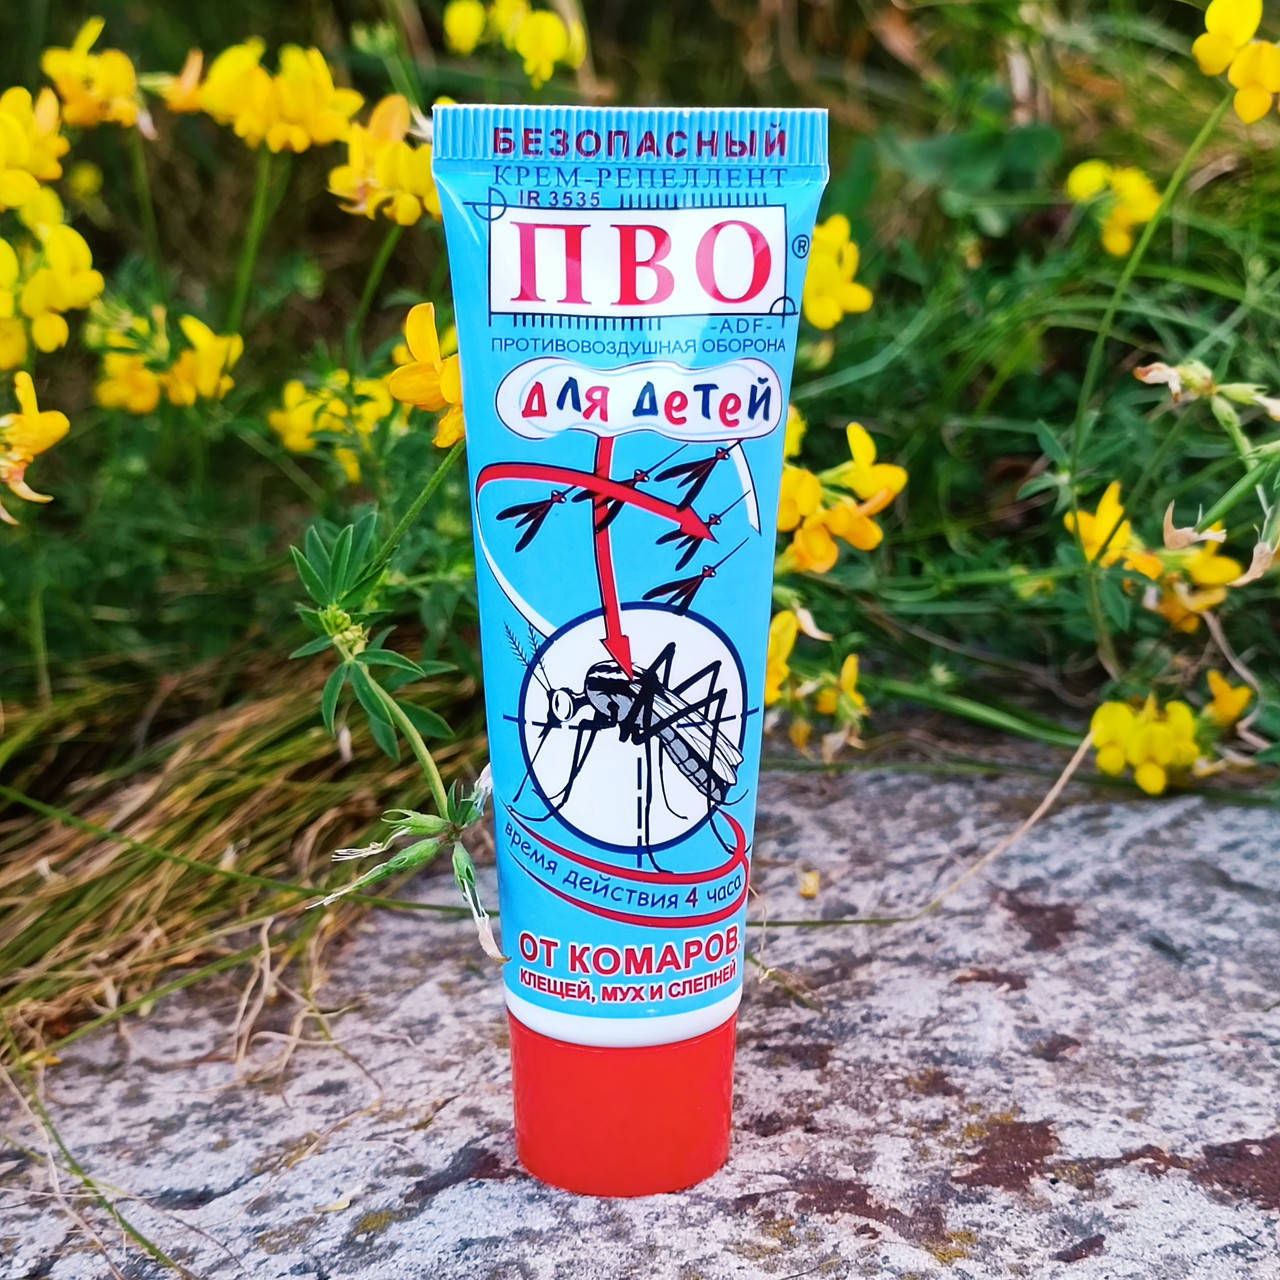 БЕЗОПАСНЫЙ
КРЕМ-РЕПЕЛЛЕНТ
IR 3535
ПВО ®
-ADF-
ПРОТИВОВОЗДУШНАЯ ОБОРОНА
для детей
время действия 4 часа
ОТ КОМАРОВ,
КЛЕЩЕЙ, МУХ И СЛЕПНЕЙ